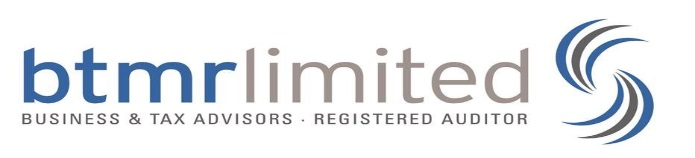 btmrlimited
BUSINESS & TAX ADVISORS · REGISTERED AUDITOR